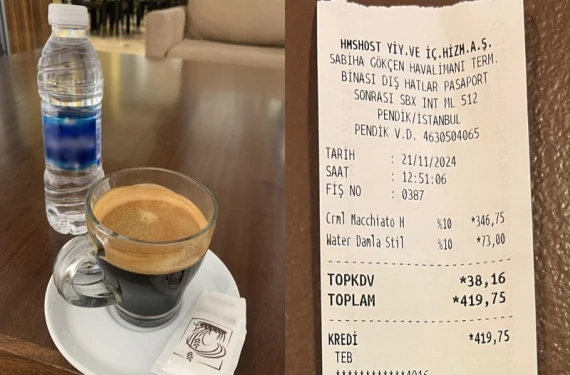 HMSHOST YİY.VE İÇ.HİZM.A.Ş.
SABİHA GÖKÇEN HAVALİMANI TERM.
BİNASI DIŞ HATLAR PASAPORT
SONRASI SBX INT ML 512
PENDİK/İSTANBUL
PENDİK V.D. 4630504065
TARİH : 21/11/2024
SAAT : 12:51:06
FİŞ NO : 0387
Crml Macchiato H %10 *346,75
Water Damla Stil %10 *73,00
TOPKDV *38,16
TOPLAM *419,75
KREDİ *419,75
TEB